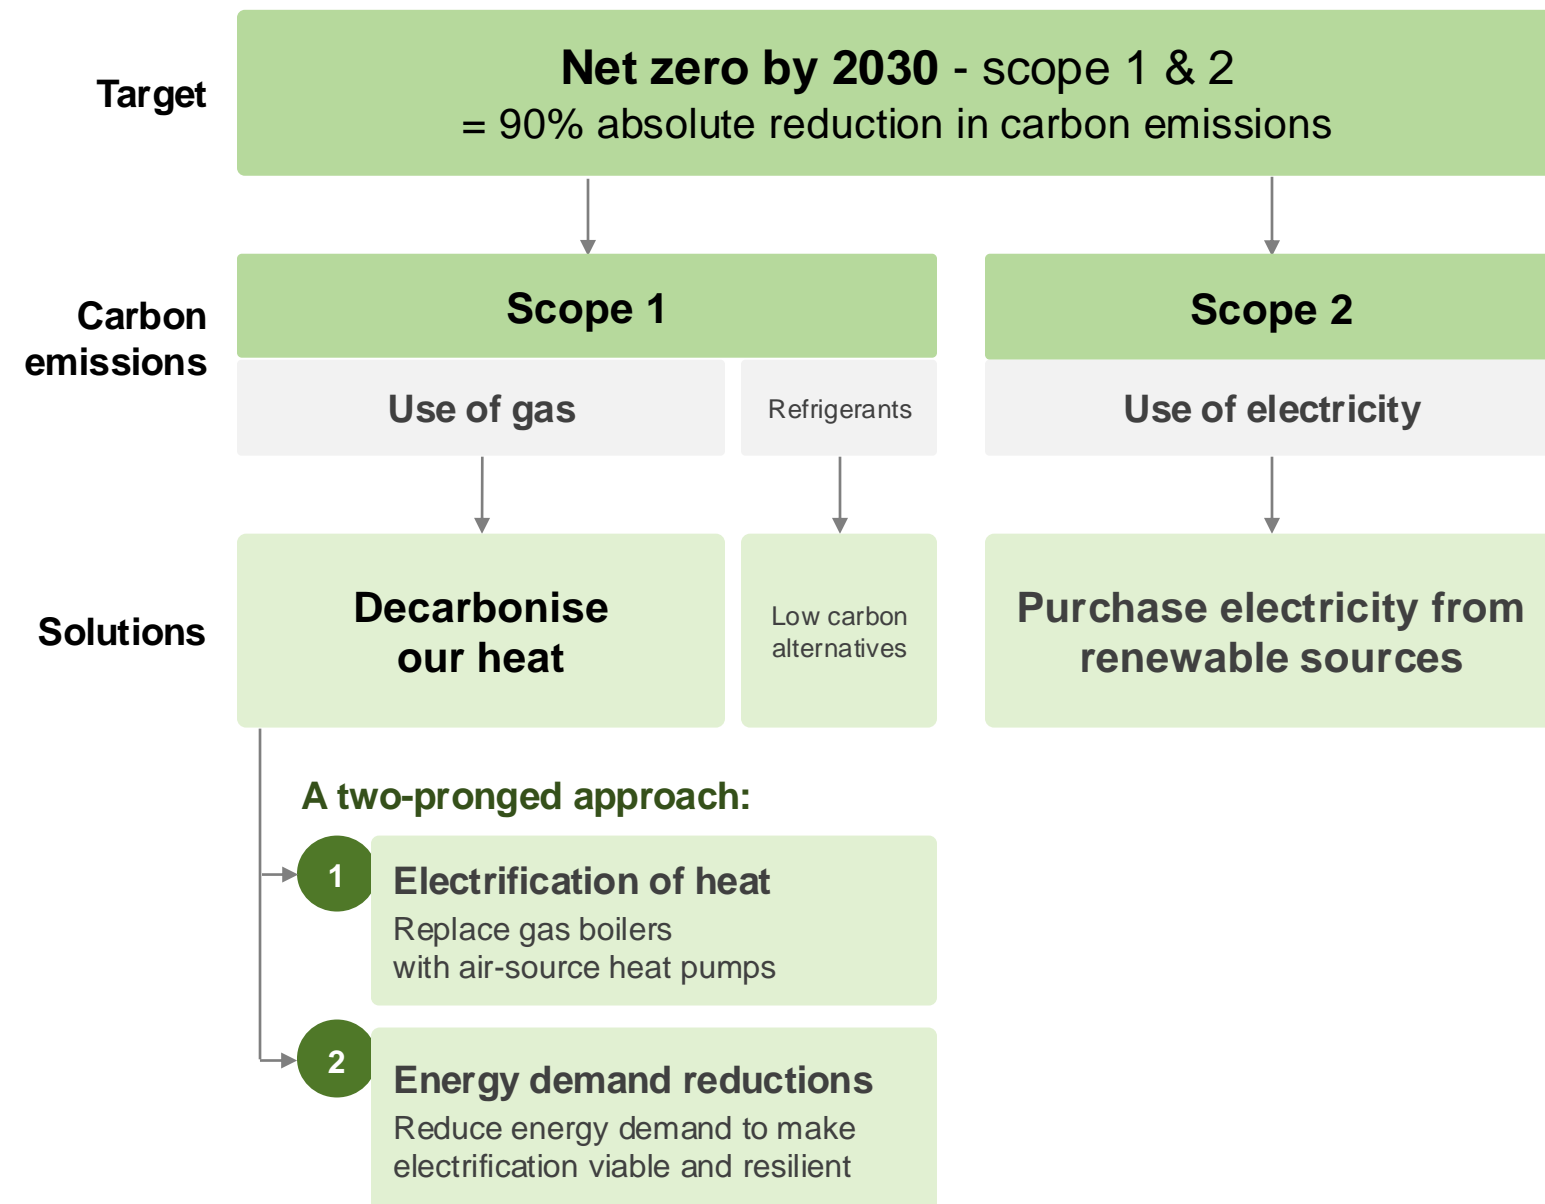 Target
Net zero by 2030 - scope 1 & 2
= 90% absolute reduction in carbon emissions
Carbon
emissions
Scope 1
Scope 2
Use of gas
Refrigerants
Use of electricity
Solutions
Decarbonise
our heat
Low carbon
alternatives
Purchase electricity from
renewable sources
A two-pronged approach:
1
Electrification of heat
Replace gas boilers
with air-source heat pumps
2
Energy demand reductions
Reduce energy demand to make
electrification viable and resilient